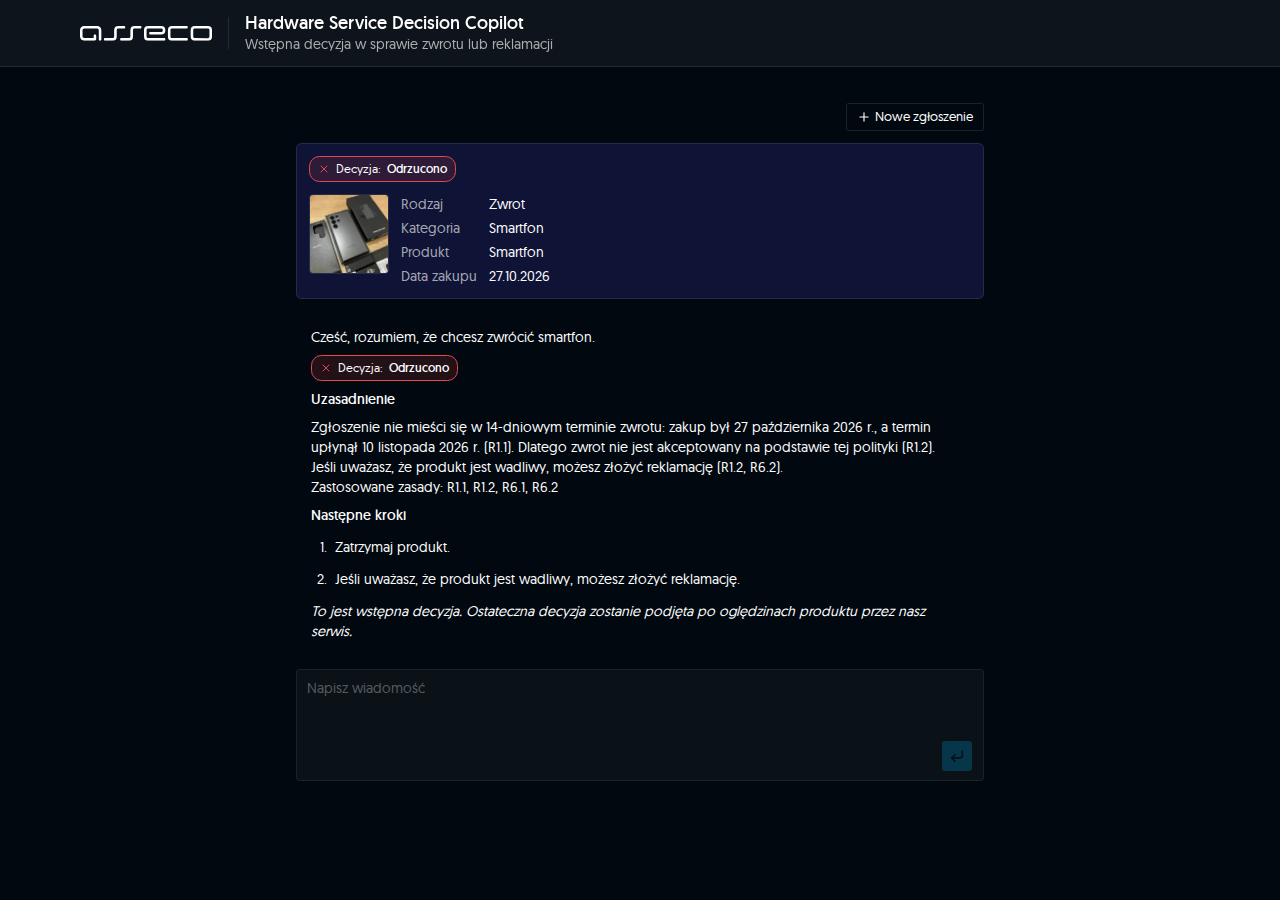 asseco
Hardware Service Decision Copilot
Wstępna decyzja w sprawie zwrotu lub reklamacji
+ Nowe zgłoszenie
Decyzja: Odrzucono
Rodzaj Zwrot
Kategoria Smartfon
Produkt Smartfon
Data zakupu 27.10.2026
Cześć, rozumiem, że chcesz zwrócić smartfon.
Decyzja: Odrzucono
Uzasadnienie
Zgłoszenie nie mieści się w 14-dniowym terminie zwrotu: zakup był 27 października 2026 r., a termin
upłynął 10 listopada 2026 r. (R1.1). Dlatego zwrot nie jest akceptowany na podstawie tej polityki (R1.2).
Jeśli uważasz, że produkt jest wadliwy, możesz złożyć reklamację (R1.2, R6.2).
Zastosowane zasady: R1.1, R1.2, R6.1, R6.2
Następne kroki
1. Zatrzymaj produkt.
2. Jeśli uważasz, że produkt jest wadliwy, możesz złożyć reklamację.
To jest wstępna decyzja. Ostateczna decyzja zostanie podjęta po oględzinach produktu przez nasz
serwis.
Napisz wiadomość